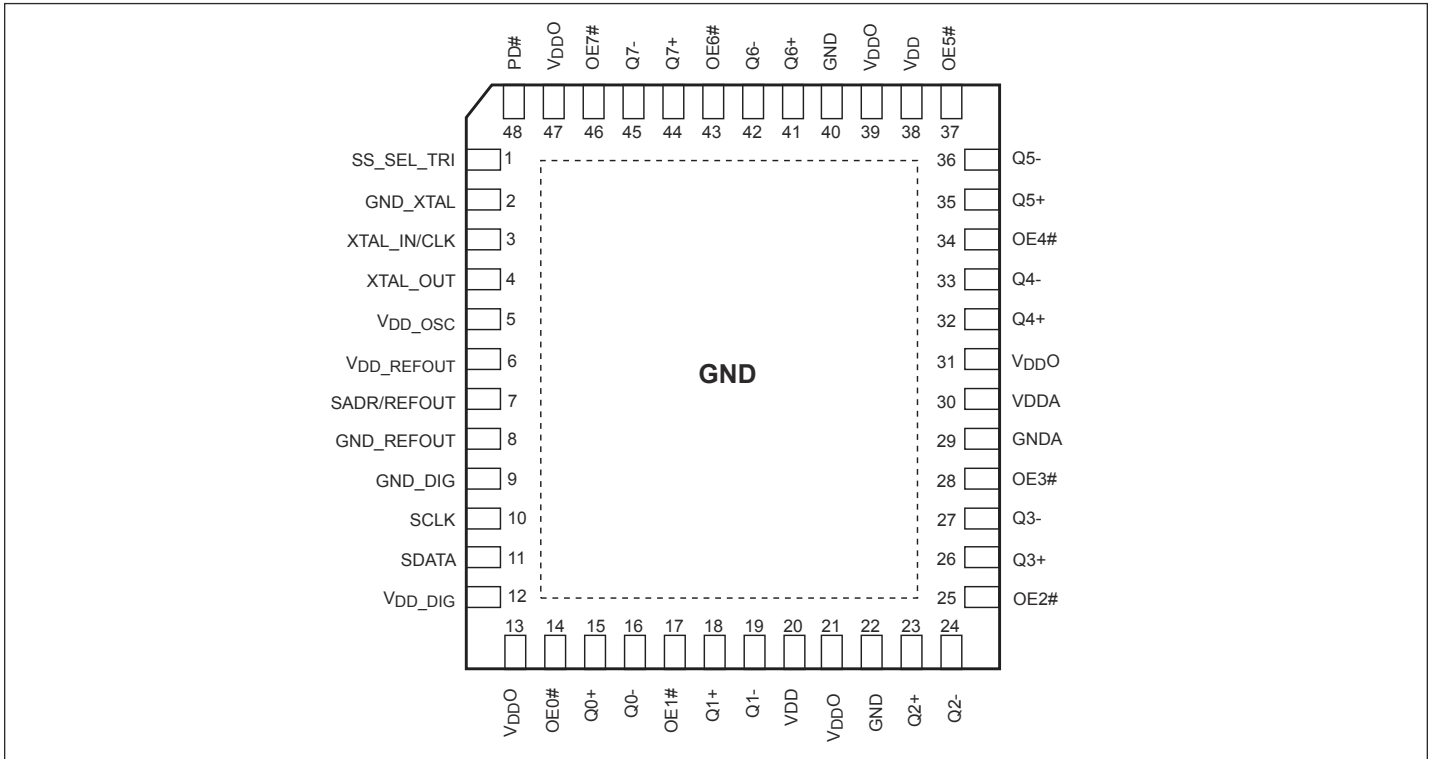 PD# VDDO OE7# Q7- Q7+ OE6# Q6- Q6+ GND VDDO VDD OE5#
48 47 46 45 44 43 42 41 40 39 38 37
SS_SEL_TRI 1
GND_XTAL 2
XTAL_IN/CLK 3
XTAL_OUT 4
VDD_OSC 5
VDD_REFOUT 6
SADR/REFOUT 7
GND_REFOUT 8
GND_DIG 9
SCLK 10
SDATA 11
VDD_DIG 12
GND
36 Q5-
35 Q5+
34 OE4#
33 Q4-
32 Q4+
31 VDDO
30 VDDA
29 GNDA
28 OE3#
27 Q3-
26 Q3+
25 OE2#
13 14 15 16 17 18 19 20 21 22 23 24
VDDO OE0# Q0+ Q0- OE1# Q1+ Q1- VDD VDDO GND Q2+ Q2-